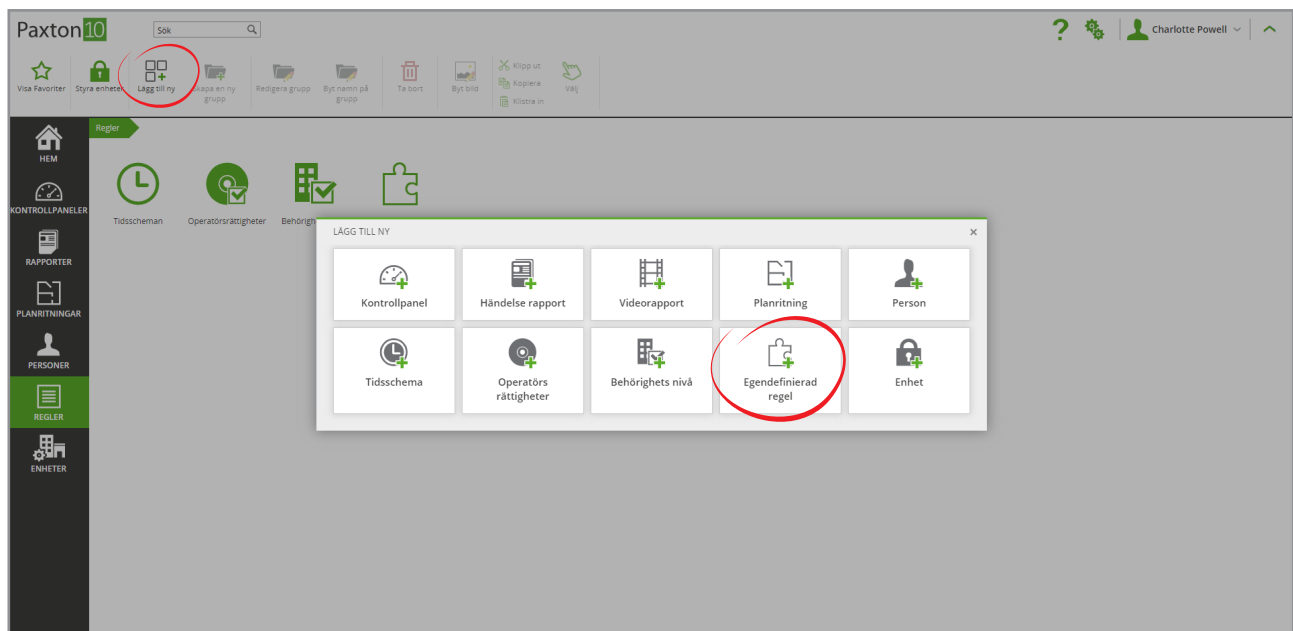 Paxton10
Sök
?
Charlotte Powell
Visa Favoriter
Styra enheter
Lägg till ny
Skapa en ny
grupp
Redigera grupp
Byt namn på
grupp
Ta bort
Byt bild
Klipp ut
Kopiera
Klistra in
Välj
HEM
KONTROLLPANELER
RAPPORTER
PLANRITNINGAR
PERSONER
REGLER
ENHETER
Regler
Tidsscheman
Operatörsrättigheter
Behörigh
LÄGG TILL NY
Kontrollpanel
Händelse rapport
Videorapport
Planritning
Person
Tidsschema
Operatörs
rättigheter
Behörighets nivå
Egendefinierad
regel
Enhet